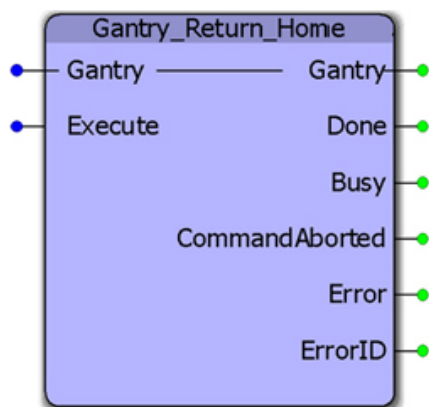 Gantry_Return_Home
Gantry Gantry
Execute Done
Busy
CommandAborted
Error
ErrorID